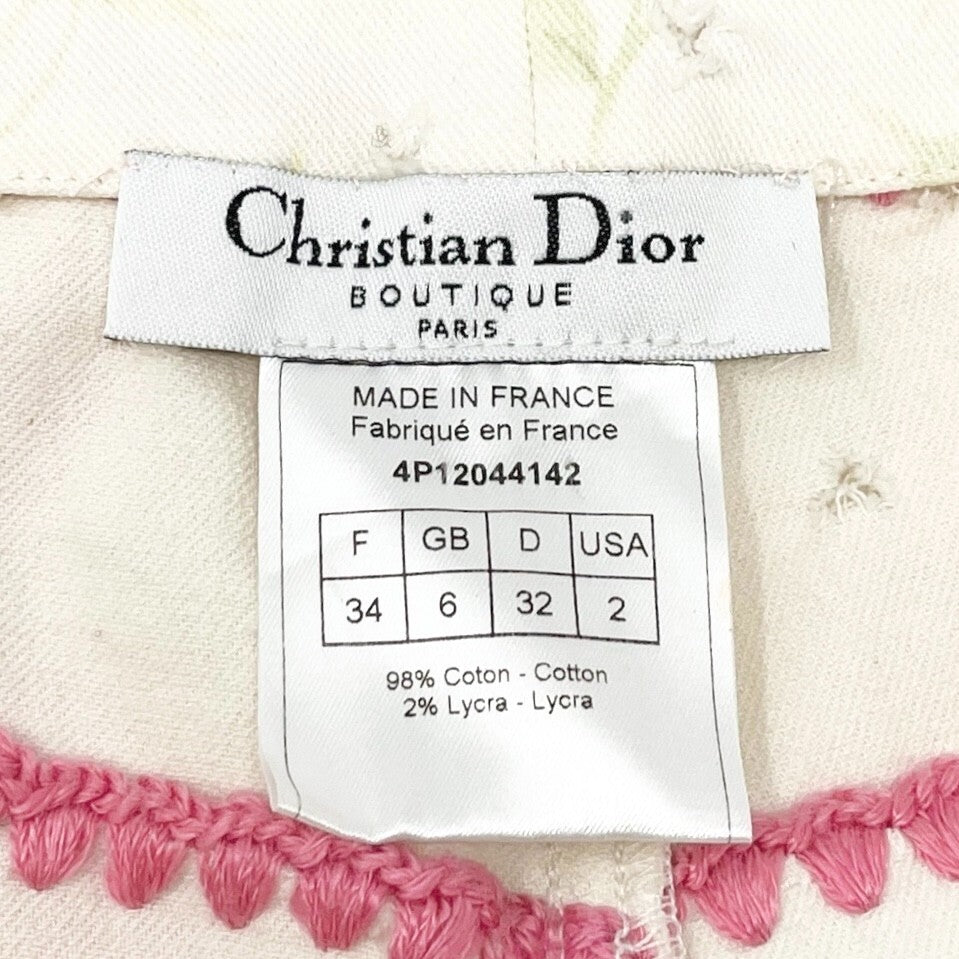 Christian Dior
BOUTIQUE
PARIS
MADE IN FRANCE
Fabriqué en France
4P12044142
F GB D USA
34 6 32 2
98% Coton - Cotton
2% Lycra - Lycra